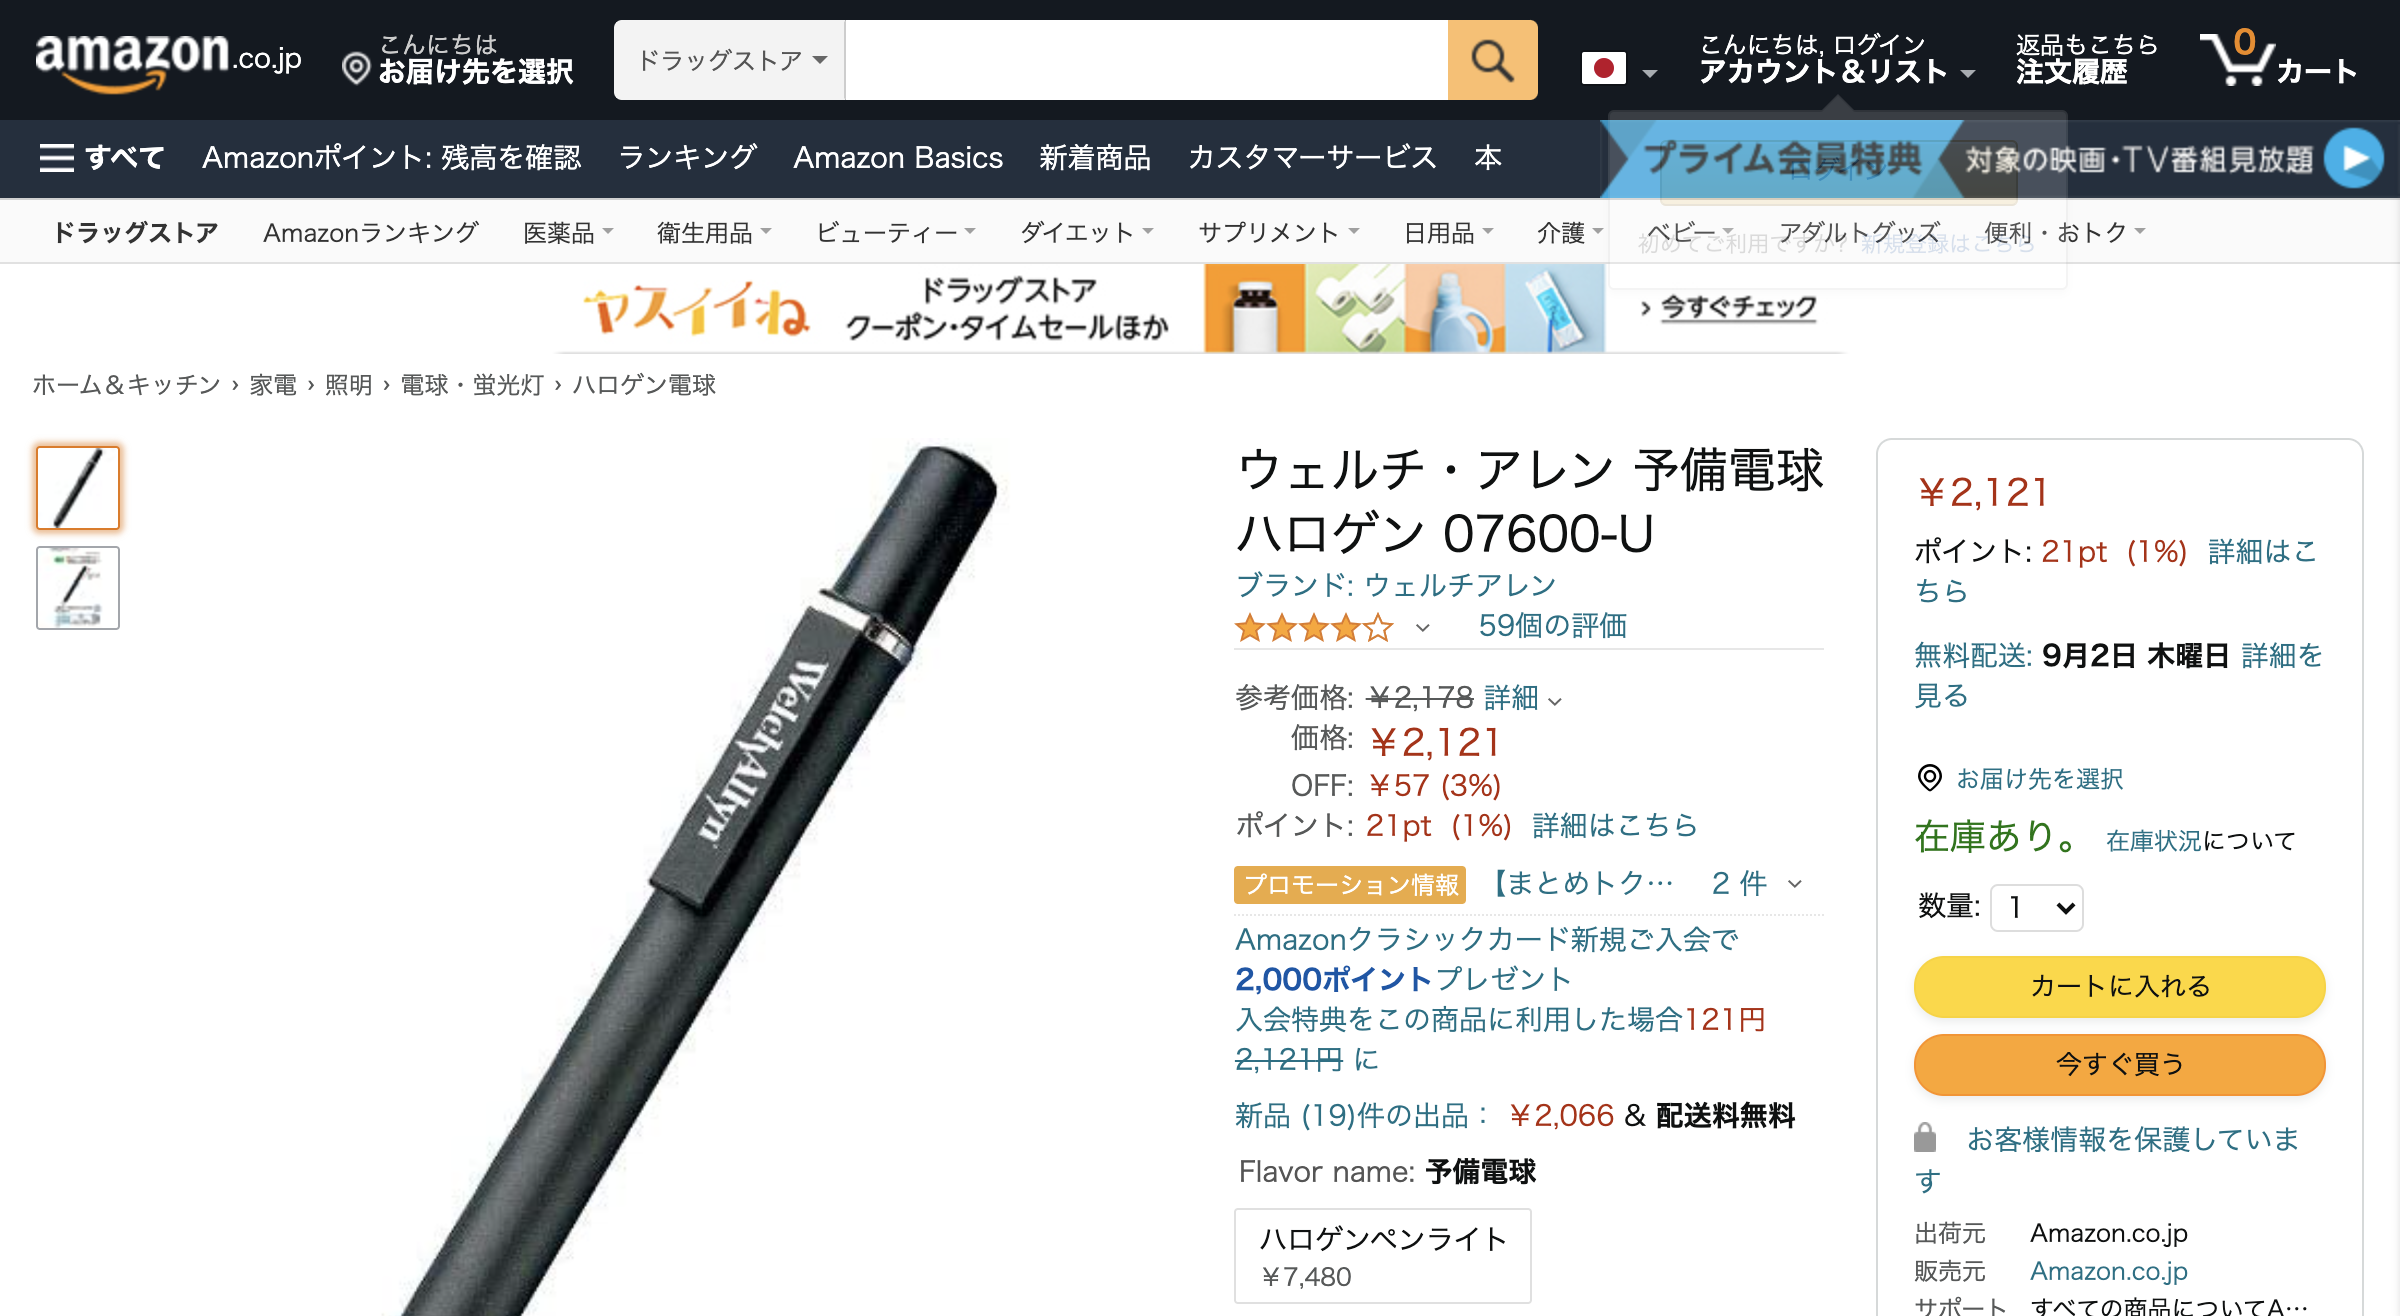 amazon.co.jp
こんにちは
お届け先を選択
ドラッグストア
こんにちは, ログイン
アカウント＆リスト
返品もこちら
注文履歴
0
カート
すべて
Amazonポイント: 残高を確認
ランキング
Amazon Basics
新着商品
カスタマーサービス
本
プライム会員特典
ログイン
対象の映画・TV番組見放題
ドラッグストア
Amazonランキング
医薬品
衛生用品
ビューティー
ダイエット
サプリメント
日用品
介護
ベビー
アダルトグッズ
便利・おトク
初めてご利用ですか? 新規登録はこちら
ヤスイイね
ドラッグストア
クーポン・タイムセールほか
› 今すぐチェック
ホーム＆キッチン › 家電 › 照明 › 電球・蛍光灯 › ハロゲン電球
WelchAllyn
ウェルチ・アレン 予備電球
ハロゲン 07600-U
ブランド: ウェルチアレン
59個の評価
参考価格: ￥2,178 詳細
価格: ￥2,121
OFF: ￥57 (3%)
ポイント: 21pt (1%) 詳細はこちら
プロモーション情報 【まとめトク… 2 件
Amazonクラシックカード新規ご入会で
2,000ポイントプレゼント
入会特典をこの商品に利用した場合121円
2,121円 に
新品 (19)件の出品： ￥2,066 & 配送料無料
Flavor name: 予備電球
ハロゲンペンライト
￥7,480
￥2,121
ポイント: 21pt (1%) 詳細はこ
ちら
無料配送: 9月2日 木曜日 詳細を
見る
お届け先を選択
在庫あり。 在庫状況について
数量: 1
カートに入れる
今すぐ買う
お客様情報を保護していま
す
出荷元 Amazon.co.jp
販売元 Amazon.co.jp
サポート すべての商品についてA…